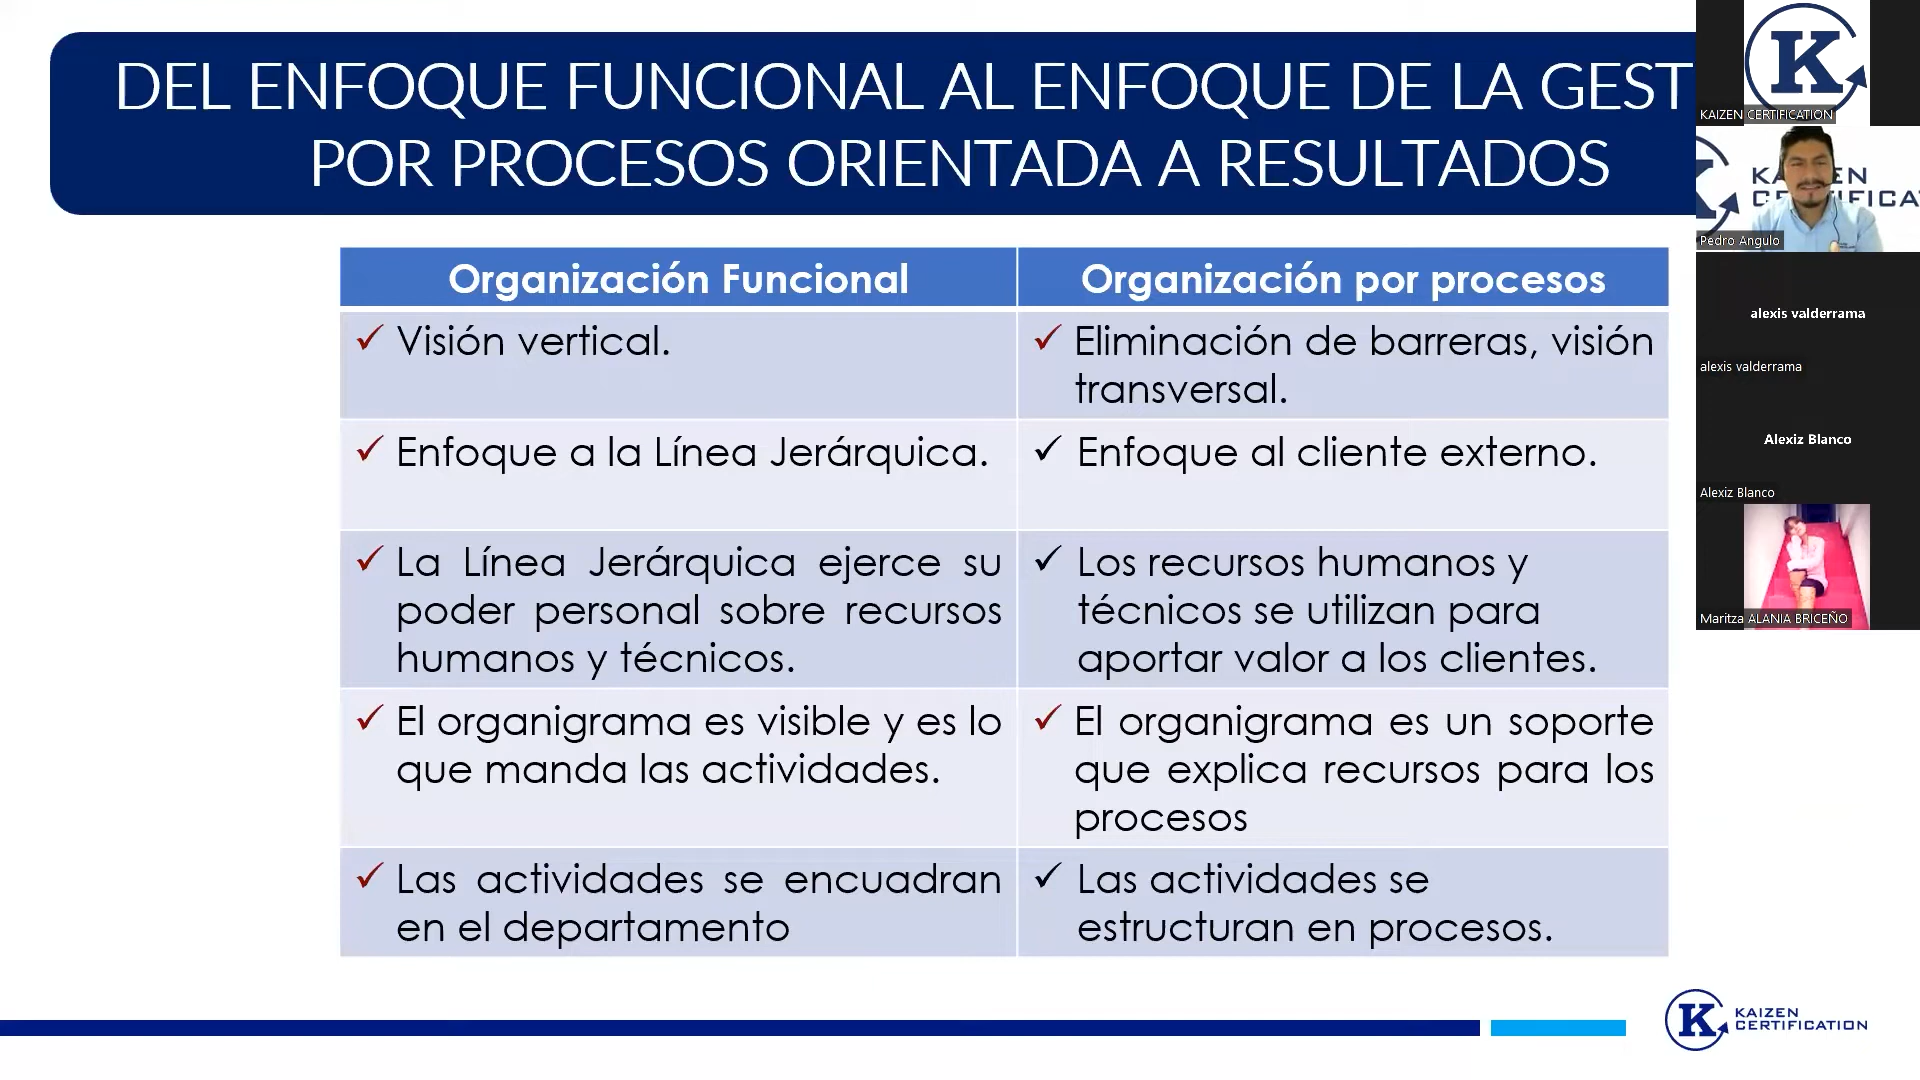 DEL ENFOQUE FUNCIONAL AL ENFOQUE DE LA GEST
POR PROCESOS ORIENTADA A RESULTADOS
Organización Funcional
Organización por procesos
Visión vertical.
Eliminación de barreras, visión
transversal.
Enfoque a la Línea Jerárquica.
Enfoque al cliente externo.
La Línea Jerárquica ejerce su
poder personal sobre recursos
humanos y técnicos.
Los recursos humanos y
técnicos se utilizan para
aportar valor a los clientes.
El organigrama es visible y es lo
que manda las actividades.
El organigrama es un soporte
que explica recursos para los
procesos
Las actividades se encuadran
en el departamento
Las actividades se
estructuran en procesos.
K
KAIZEN
CERTIFICATION
K
KAIZEN CERTIFICATION
Pedro Angulo
alexis valderrama
alexis valderrama
Alexiz Blanco
Alexiz Blanco
Maritza ALANIA BRICEÑO